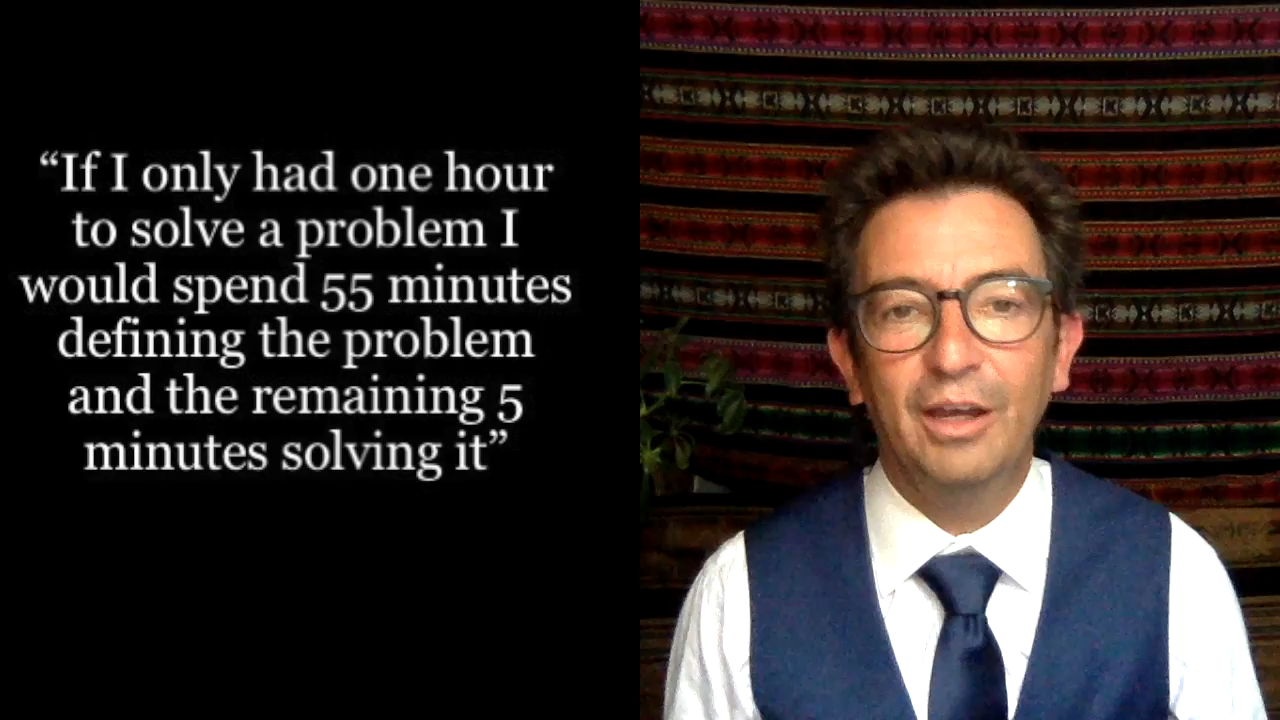 “If I only had one hour
to solve a problem I
would spend 55 minutes
defining the problem
and the remaining 5
minutes solving it”